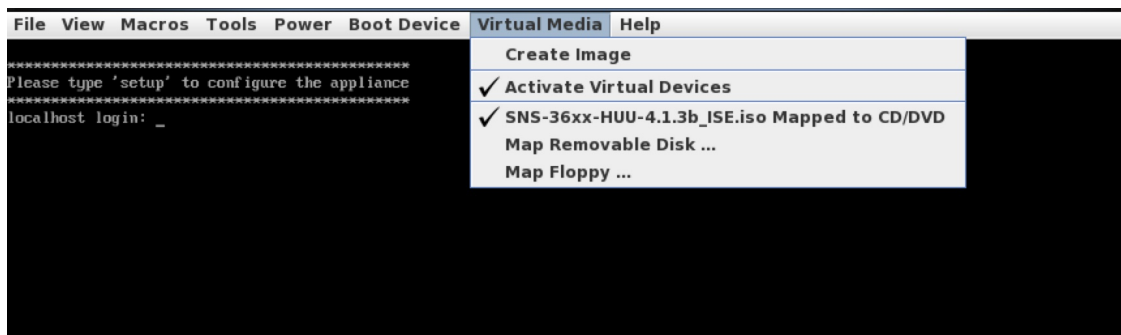 File View Macros Tools Power Boot Device Virtual Media Help
Create Image
Activate Virtual Devices
SNS-36xx-HUU-4.1.3b_ISE.iso Mapped to CD/DVD
Map Removable Disk ...
Map Floppy ...
**********************************************
Please type 'setup' to configure the appliance
**********************************************
localhost login: _